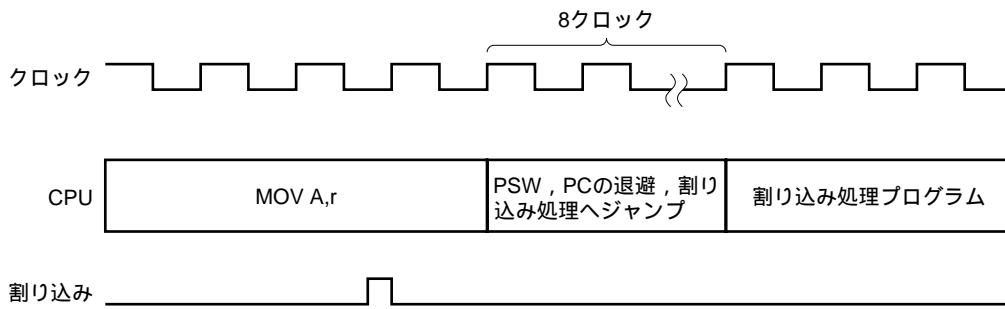 8クロック
クロック
CPU
MOV A,r
PSW，PCの退避，割り
込み処理へジャンプ
割り込み処理プログラム
割り込み